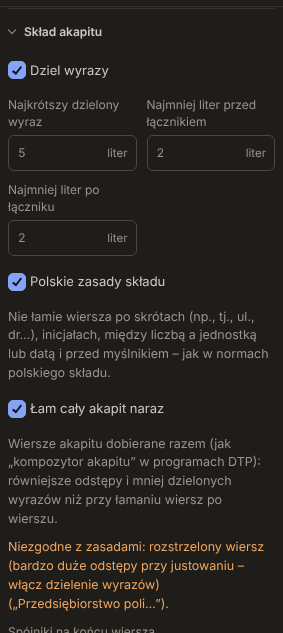 Skład akapitu
Dziel wyrazy
Najkrótszy dzielony
wyraz
Najmniej liter przed
łącznikiem
5 liter
2 liter
Najmniej liter po
łączniku
2 liter
Polskie zasady składu
Nie łamie wiersza po skrótach (np., tj., ul.,
dr…), inicjałach, między liczbą a jednostką
lub datą i przed myślnikiem – jak w normach
polskiego składu.
Łam cały akapit naraz
Wiersze akapitu dobierane razem (jak
„kompozytor akapitu” w programach DTP):
równiejsze odstępy i mniej dzielonych
wyrazów niż przy łamaniu wiersz po
wierszu.
Niezgodne z zasadami: rozstrzelony wiersz
(bardzo duże odstępy przy justowaniu –
włącz dzielenie wyrazów)
(„Przedsiębiorstwo poli…”).
Spójniki na końcu wiersza